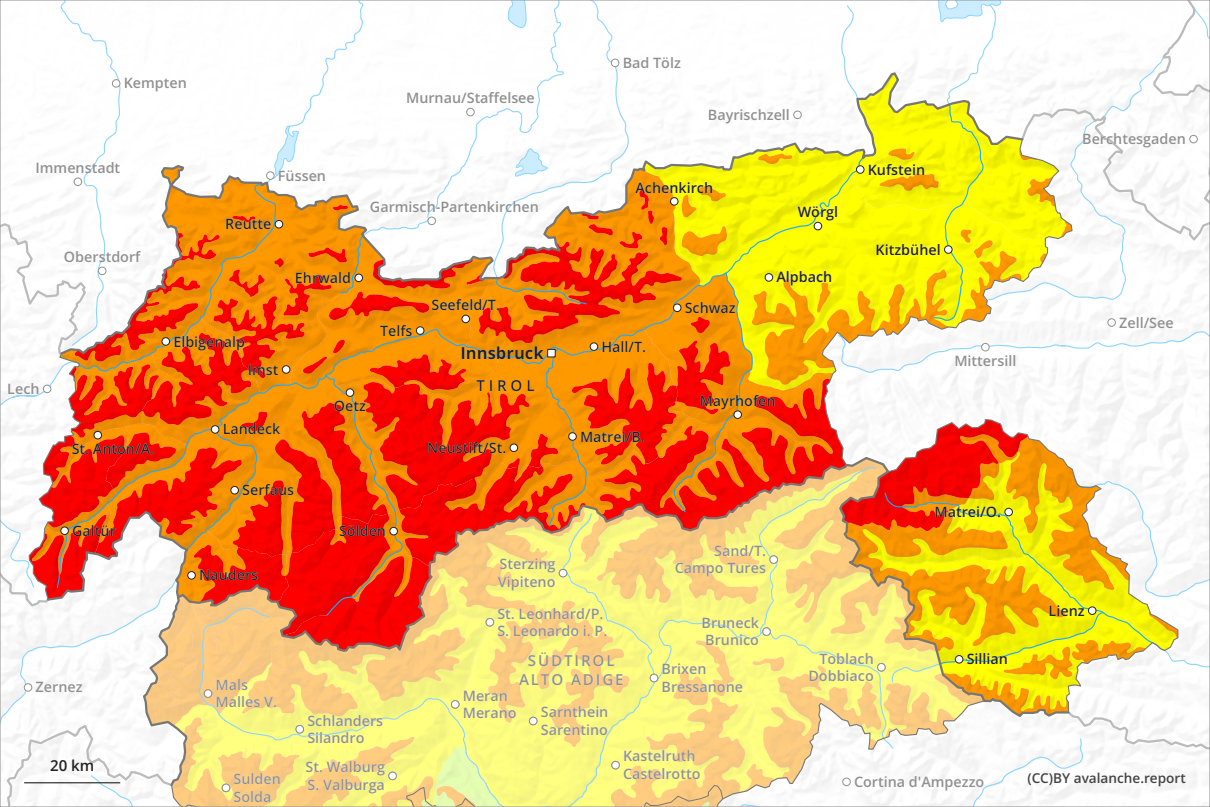 Bad Tölz
Kempten
Murnau/Staffelsee
Bayrischzell
Berchtesgaden
Immenstadt
Füssen
Kufstein
Achenkirch
Garmisch-Partenkirchen
Wörgl
Reutte
Kitzbühel
Oberstdorf
Ehrwald
Alpbach
Seefeld/T.
Schwaz
Zell/See
Telfs
Elbigenalp
Innsbruck
Hall/T.
Mittersill
Imst
TIROL
Lech
Oetz
Mayrhofen
Landeck
Matrei/B.
St. Anton/A.
Neustift/St.
Serfaus
Matrei/O.
Galtür
Sölden
Sand/T.
Campo Tures
Sterzing
Vipiteno
Nauders
Lienz
St. Leonhard/P.
S. Leonardo i. P.
Bruneck
Brunico
Sillian
Toblach
Dobbiaco
SÜDTIROL
ALTO ADIGE
Brixen
Bressanone
Zernez
Mals
Malles V.
Meran
Merano
Sarnthein
Sarentino
Schlanders
Silandro
Kastelruth
Castelrotto
20 km
St. Walburg
S. Valburga
Sulden
Solda
Cortina d'Ampezzo
(CC)BY avalanche.report